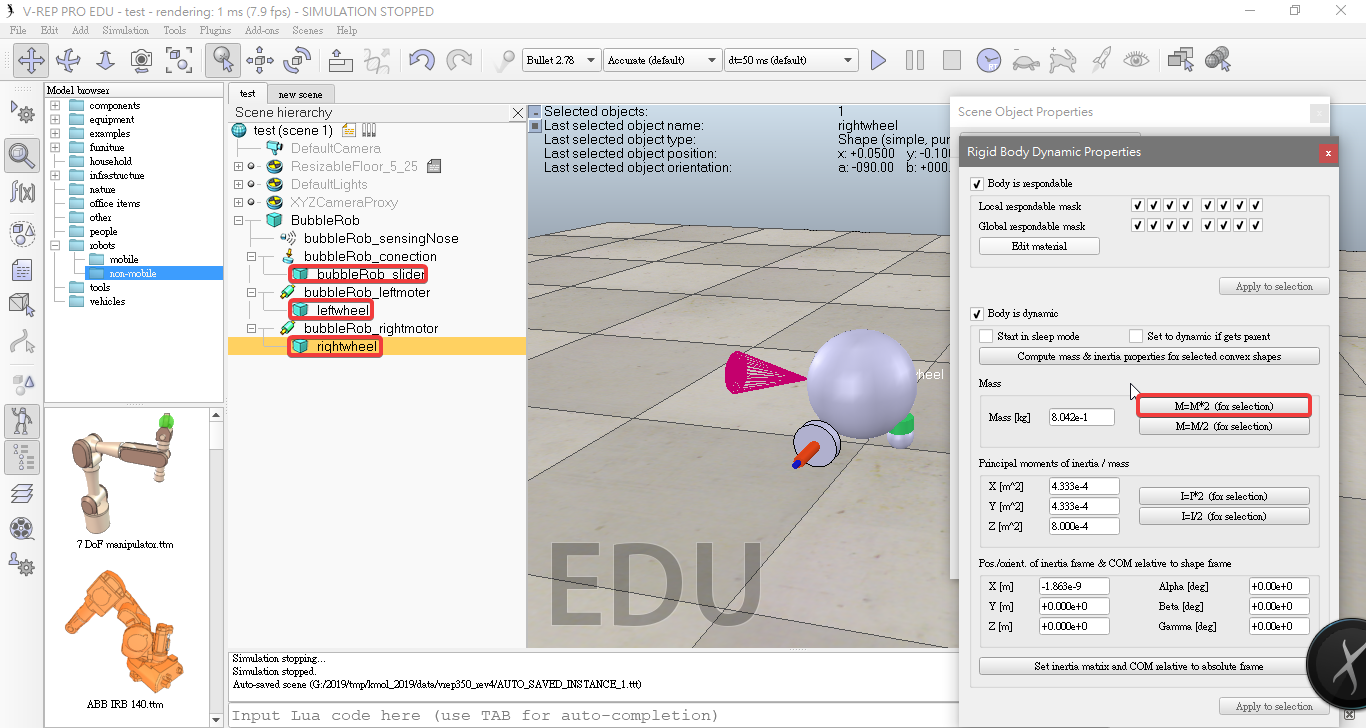 V-REP PRO EDU - test - rendering: 1 ms (7.9 fps) - SIMULATION STOPPED
File Edit Add Simulation Tools Plugins Add-ons Scenes Help
Bullet 2.78 Accurate (default) dt=50 ms (default)
RT
Model browser
components
equipment
examples
furniture
household
infrastructure
nature
office items
other
people
robots
mobile
non-mobile
tools
vehicles
7 DoF manipulator.ttm
ABB IRB 140.ttm
test new scene
Scene hierarchy
test (scene 1)
DefaultCamera
ResizableFloor_5_25
DefaultLights
XYZCameraProxy
BubbleRob
bubbleRob_sensingNose
bubbleRob_conection
bubbleRob_slider
bubbleRob_leftmoter
leftwheel
bubbleRob_rightmotor
rightwheel
Selected objects: 1
Last selected object name: rightwheel
Last selected object type: Shape (simple, pur
Last selected object position: x: +0.0500 y: -0.100
Last selected object orientation: a: -090.00 b: +000.
wheel
EDU
Simulation stopping...
Simulation stopped.
Auto-saved scene (G:/2019/tmp/kmol_2019/data/vrep350_rev4/AUTO_SAVED_INSTANCE_1.ttt)
Input Lua code here (use TAB for auto-completion)
Scene Object Properties
Rigid Body Dynamic Properties
Body is respondable
Local respondable mask
Global respondable mask
Edit material
Apply to selection
Body is dynamic
Start in sleep mode Set to dynamic if gets parent
Compute mass & inertia properties for selected convex shapes
Mass
Mass [kg] 8.042e-1
M=M*2 (for selection)
M=M/2 (for selection)
Principal moments of inertia / mass
X [m^2] 4.333e-4
Y [m^2] 4.333e-4
Z [m^2] 8.000e-4
I=I*2 (for selection)
I=I/2 (for selection)
Pos./orient. of inertia frame & COM relative to shape frame
X [m] -1.863e-9 Alpha [deg] +0.00e+0
Y [m] +0.000e+0 Beta [deg] +0.00e+0
Z [m] +0.000e+0 Gamma [deg] +0.00e+0
Set inertia matrix and COM relative to absolute frame
Apply to selection